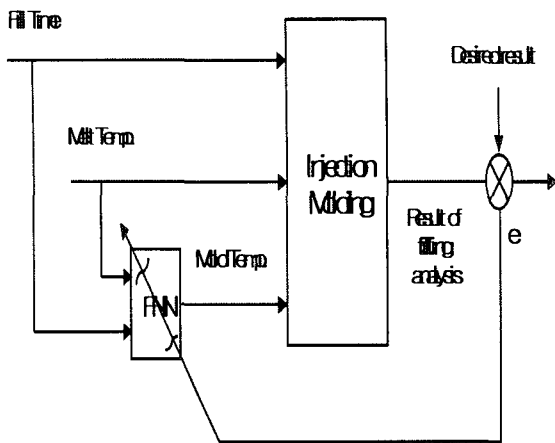 Fill Time
Desired result
Melt Temp.
Injection
Molding
Result of
filling
analysis
e
Mold Temp.
FNN